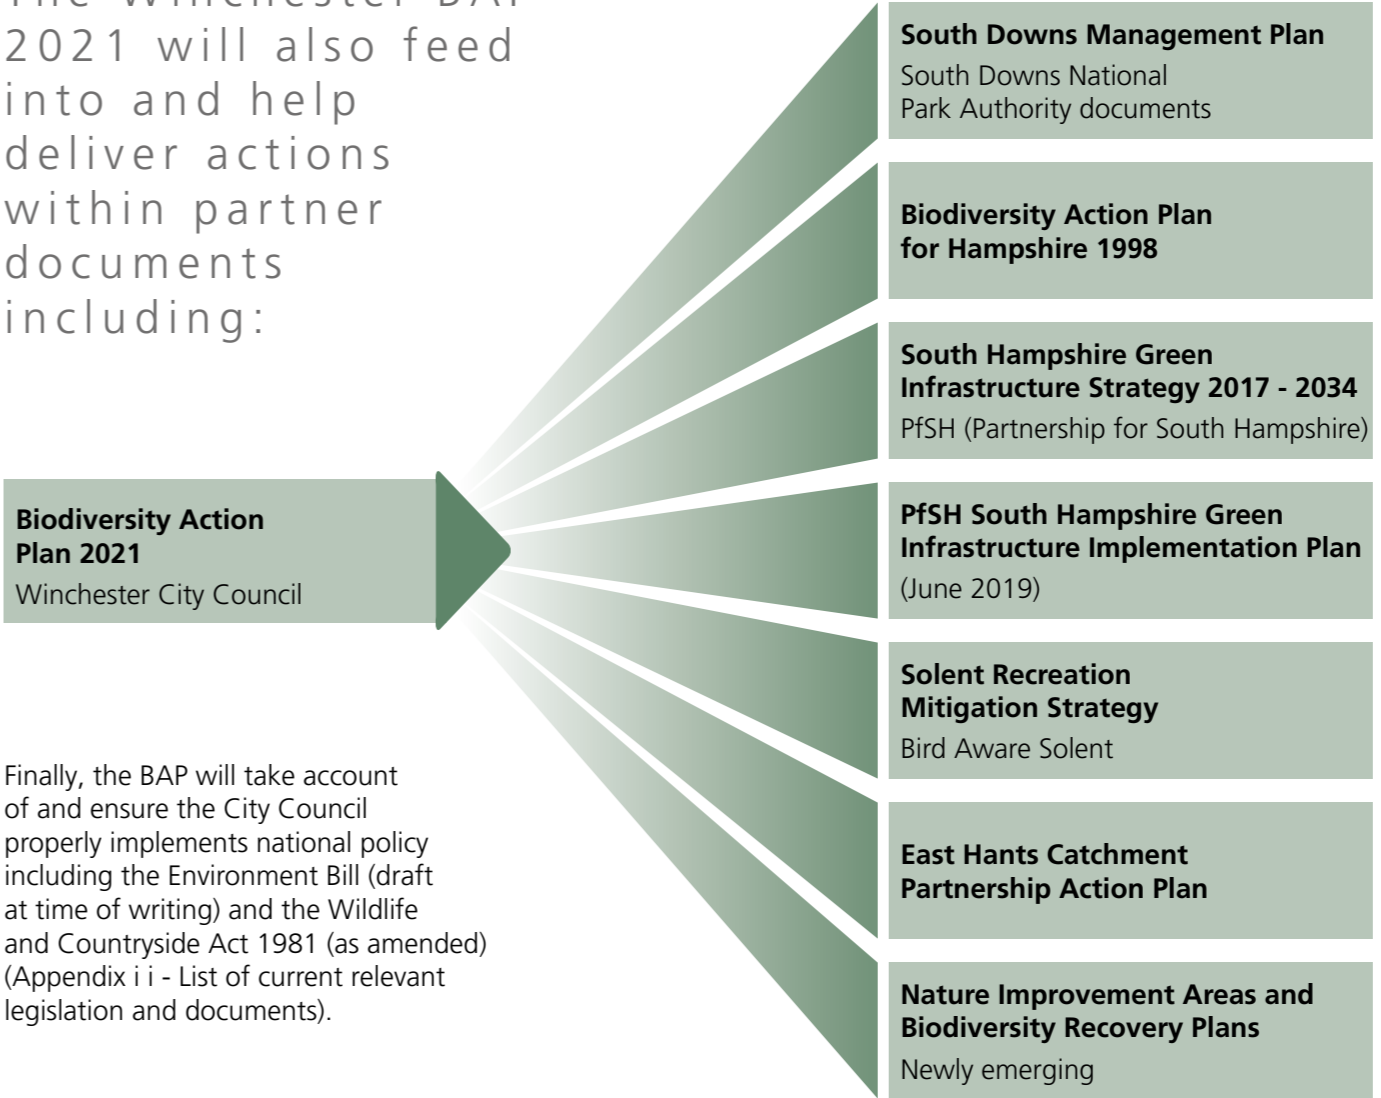 The Winchester BAP
2021 will also feed
into and help
deliver actions
within partner
documents
including:
Biodiversity Action
Plan 2021
Winchester City Council
Finally, the BAP will take account
of and ensure the City Council
properly implements national policy
including the Environment Bill (draft
at time of writing) and the Wildlife
and Countryside Act 1981 (as amended)
(Appendix i i - List of current relevant
legislation and documents).
South Downs Management Plan
South Downs National
Park Authority documents
Biodiversity Action Plan
for Hampshire 1998
South Hampshire Green
Infrastructure Strategy 2017 - 2034
PfSH (Partnership for South Hampshire)
PfSH South Hampshire Green
Infrastructure Implementation Plan
(June 2019)
Solent Recreation
Mitigation Strategy
Bird Aware Solent
East Hants Catchment
Partnership Action Plan
Nature Improvement Areas and
Biodiversity Recovery Plans
Newly emerging